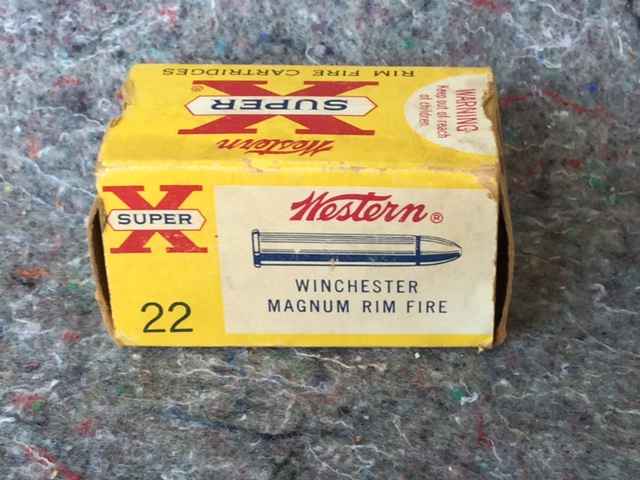 RIM FIRE CARTRIDGES
X
SUPER
®
Western
WARNING
Keep out of reach
of children
X
SUPER
22
Western®
WINCHESTER
MAGNUM RIM FIRE